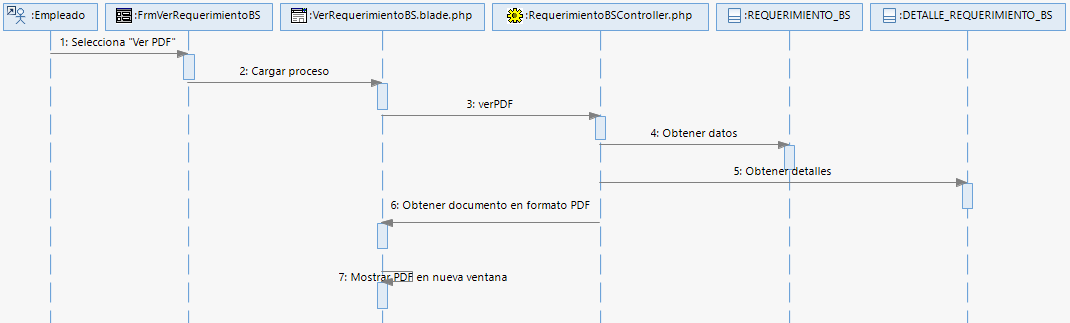 :Empleado
:FrmVerRequerimientoBS
:VerRequerimientoBS.blade.php
:RequerimientoBSController.php
:REQUERIMIENTO_BS
:DETALLE_REQUERIMIENTO_BS
1: Selecciona "Ver PDF"
2: Cargar proceso
3: verPDF
4: Obtener datos
5: Obtener detalles
6: Obtener documento en formato PDF
7: Mostrar PDF en nueva ventana